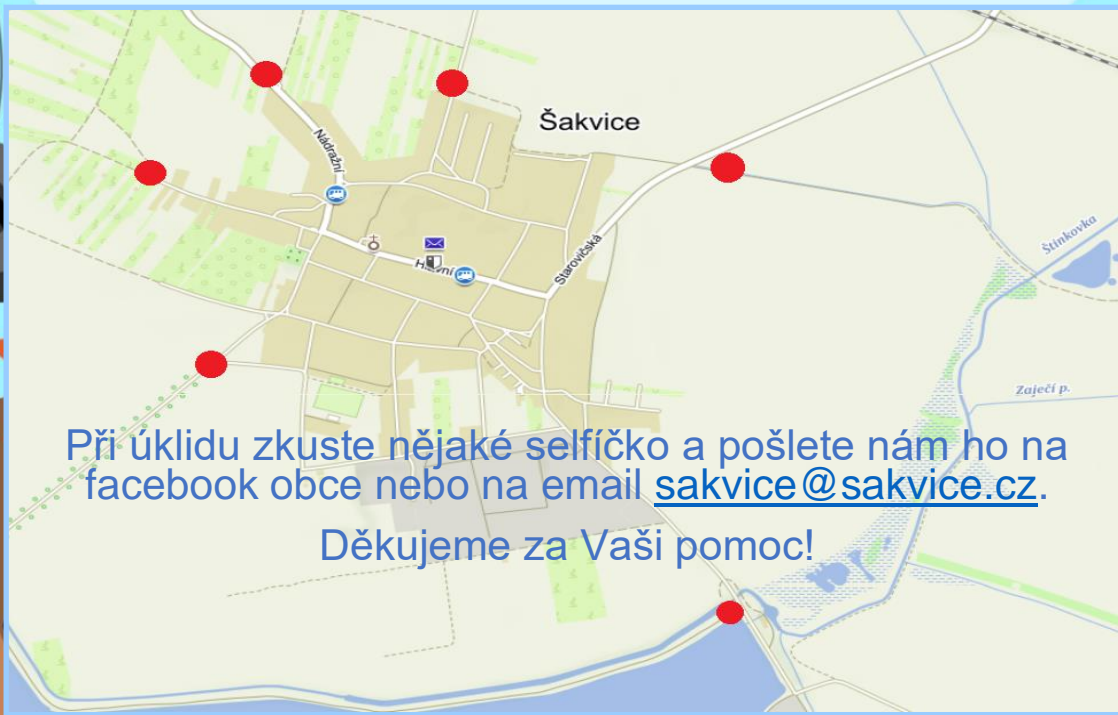 Šakvice
Nádražní
Štinkovka
Starovičská
Zaječí p.
Při úklidu zkuste nějaké selfíčko a pošlete nám ho na
facebook obce nebo na email sakvice@sakvice.cz.
Děkujeme za Vaši pomoc!